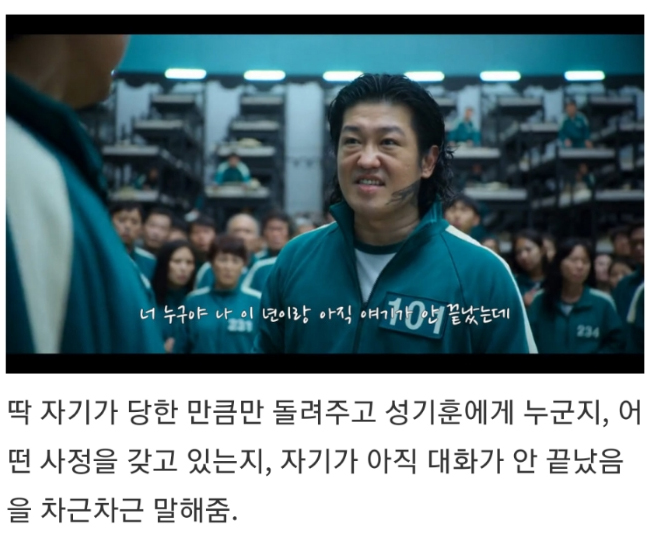 너 누구야 나 이 년이랑 아직 얘기가 안 끝났는데
101
231
234
딱 자기가 당한 만큼만 돌려주고 성기훈에게 누군지, 어
떤 사정을 갖고 있는지, 자기가 아직 대화가 안 끝났음
을 차근차근 말해줌.